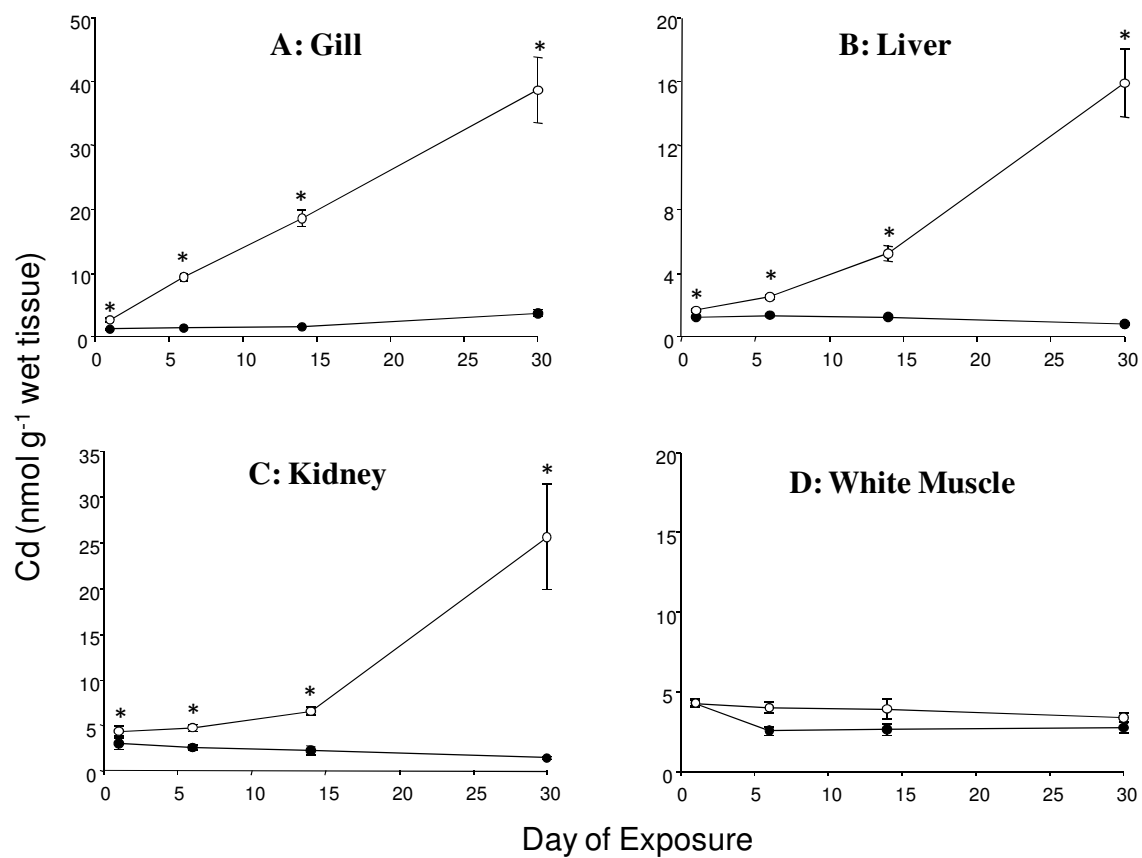 A: Gill
50
40
30
20
10
0
0 5 10 15 20 25 30
* * * *
B: Liver
20
16
12
8
4
0
0 5 10 15 20 25 30
* * * *
Cd (nmol g⁻¹ wet tissue)
C: Kidney
35
30
25
20
15
10
5
0
0 5 10 15 20 25 30
* * * *
D: White Muscle
20
15
10
5
0
0 5 10 15 20 25 30
Day of Exposure